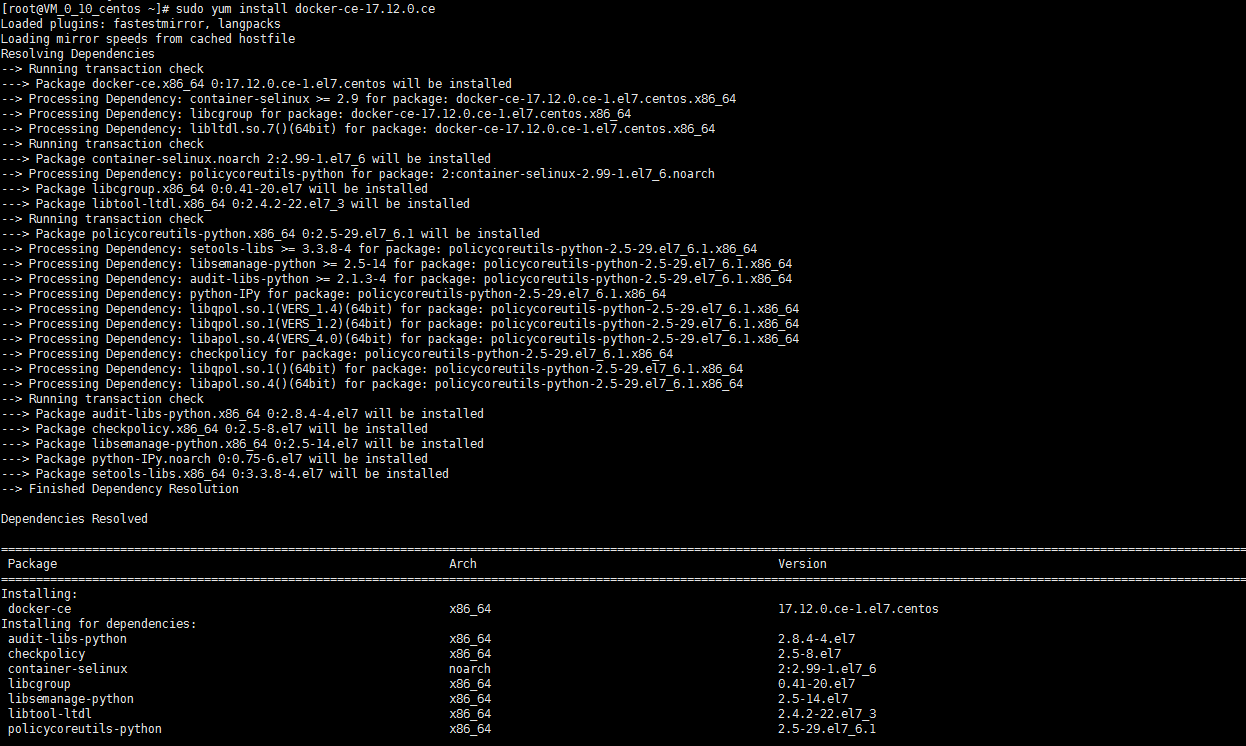 [root@VM_0_10_centos ~]# sudo yum install docker-ce-17.12.0.ce
Loaded plugins: fastestmirror, langpacks
Loading mirror speeds from cached hostfile
Resolving Dependencies
--> Running transaction check
---> Package docker-ce.x86_64 0:17.12.0.ce-1.el7.centos will be installed
--> Processing Dependency: container-selinux >= 2.9 for package: docker-ce-17.12.0.ce-1.el7.centos.x86_64
--> Processing Dependency: libcgroup for package: docker-ce-17.12.0.ce-1.el7.centos.x86_64
--> Processing Dependency: libltdl.so.7()(64bit) for package: docker-ce-17.12.0.ce-1.el7.centos.x86_64
--> Running transaction check
---> Package container-selinux.noarch 2:2.99-1.el7_6 will be installed
--> Processing Dependency: policycoreutils-python for package: 2:container-selinux-2.99-1.el7_6.noarch
---> Package libcgroup.x86_64 0:0.41-20.el7 will be installed
---> Package libtool-ltdl.x86_64 0:2.4.2-22.el7_3 will be installed
--> Running transaction check
---> Package policycoreutils-python.x86_64 0:2.5-29.el7_6.1 will be installed
--> Processing Dependency: setools-libs >= 3.3.8-4 for package: policycoreutils-python-2.5-29.el7_6.1.x86_64
--> Processing Dependency: libsemanage-python >= 2.5-14 for package: policycoreutils-python-2.5-29.el7_6.1.x86_64
--> Processing Dependency: audit-libs-python >= 2.1.3-4 for package: policycoreutils-python-2.5-29.el7_6.1.x86_64
--> Processing Dependency: python-IPy for package: policycoreutils-python-2.5-29.el7_6.1.x86_64
--> Processing Dependency: libqpol.so.1(VERS_1.4)(64bit) for package: policycoreutils-python-2.5-29.el7_6.1.x86_64
--> Processing Dependency: libqpol.so.1(VERS_1.2)(64bit) for package: policycoreutils-python-2.5-29.el7_6.1.x86_64
--> Processing Dependency: libapol.so.4(VERS_4.0)(64bit) for package: policycoreutils-python-2.5-29.el7_6.1.x86_64
--> Processing Dependency: checkpolicy for package: policycoreutils-python-2.5-29.el7_6.1.x86_64
--> Processing Dependency: libqpol.so.1()(64bit) for package: policycoreutils-python-2.5-29.el7_6.1.x86_64
--> Processing Dependency: libapol.so.4()(64bit) for package: policycoreutils-python-2.5-29.el7_6.1.x86_64
--> Running transaction check
---> Package audit-libs-python.x86_64 0:2.8.4-4.el7 will be installed
---> Package checkpolicy.x86_64 0:2.5-8.el7 will be installed
---> Package libsemanage-python.x86_64 0:2.5-14.el7 will be installed
---> Package python-IPy.noarch 0:0.75-6.el7 will be installed
---> Package setools-libs.x86_64 0:3.3.8-4.el7 will be installed
--> Finished Dependency Resolution
Dependencies Resolved
Package Arch Version
Installing:
docker-ce x86_64 17.12.0.ce-1.el7.centos
Installing for dependencies:
audit-libs-python x86_64 2.8.4-4.el7
checkpolicy x86_64 2.5-8.el7
container-selinux noarch 2:2.99-1.el7_6
libcgroup x86_64 0.41-20.el7
libsemanage-python x86_64 2.5-14.el7
libtool-ltdl x86_64 2.4.2-22.el7_3
policycoreutils-python x86_64 2.5-29.el7_6.1